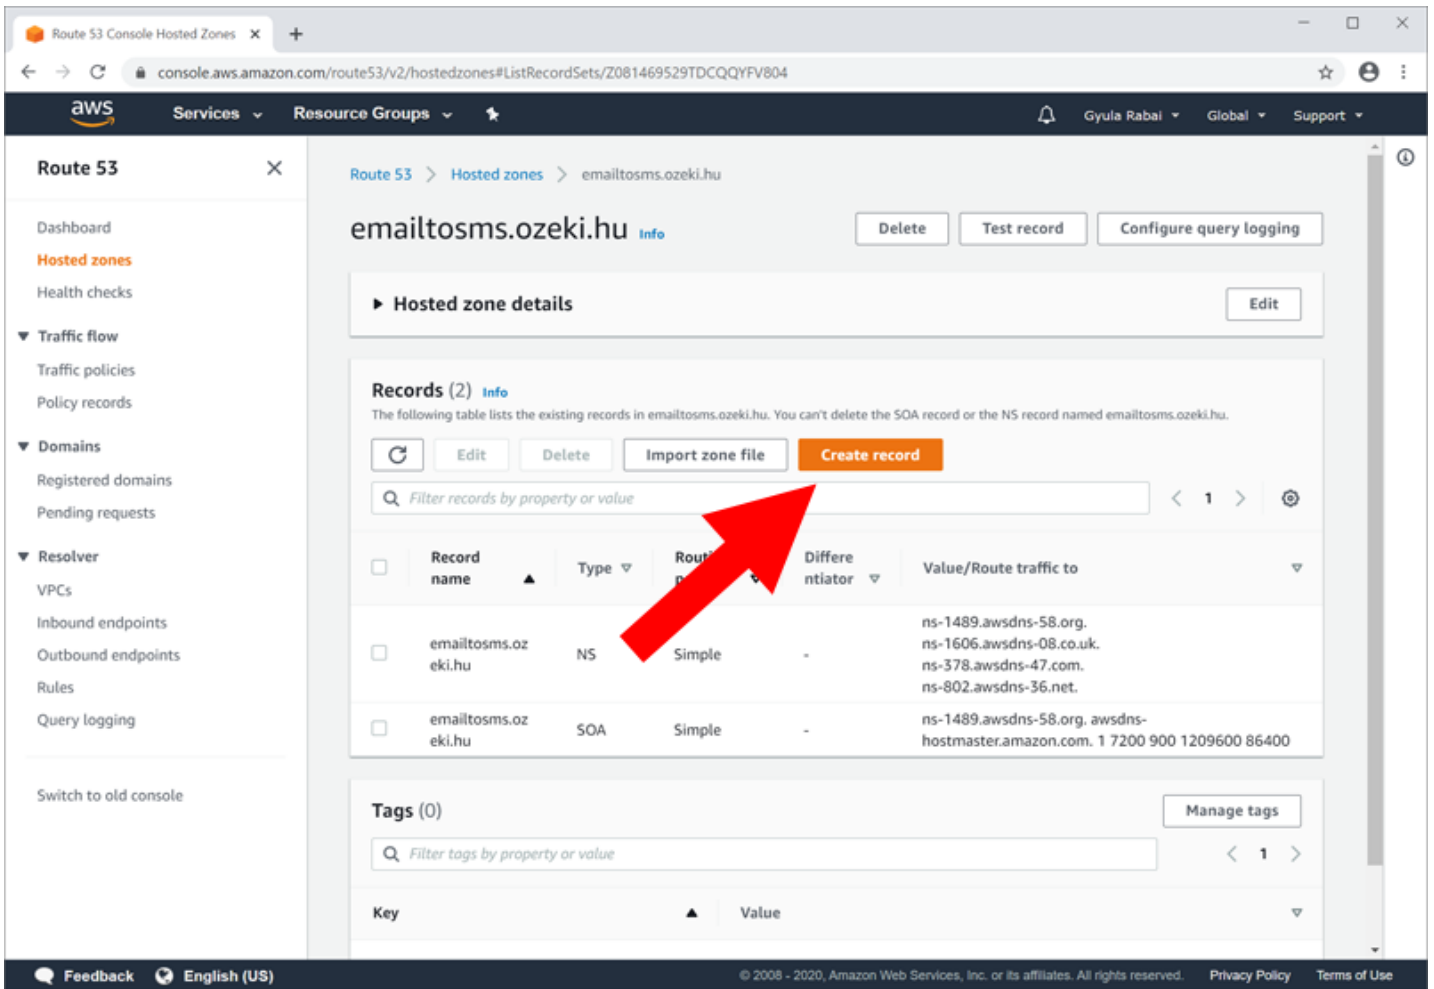 Route 53 Console Hosted Zones
console.aws.amazon.com/route53/v2/hostedzones#ListRecordSets/Z081469529TDCQQYFV804
aws Services Resource Groups Gyula Rabai Global Support
Route 53
Dashboard
Hosted zones
Health checks
Traffic flow
Traffic policies
Policy records
Domains
Registered domains
Pending requests
Resolver
VPCs
Inbound endpoints
Outbound endpoints
Rules
Query logging
Switch to old console
Route 53 > Hosted zones > emailtosms.ozeki.hu
emailtosms.ozeki.hu Info Delete Test record Configure query logging
Hosted zone details Edit
Records (2) Info
The following table lists the existing records in emailtosms.ozeki.hu. You can't delete the SOA record or the NS record named emailtosms.ozeki.hu.
Edit Delete Import zone file Create record
Filter records by property or value 1
Record
name
Type
Differe
ntiator
Value/Route traffic to
emailtosms.oz
eki.hu
NS
Simple
-
ns-1489.awsdns-58.org.
ns-1606.awsdns-08.co.uk.
ns-378.awsdns-47.com.
ns-802.awsdns-36.net.
emailtosms.oz
eki.hu
SOA
Simple
-
ns-1489.awsdns-58.org. awsdns-
hostmaster.amazon.com. 1 7200 900 1209600 86400
Tags (0) Manage tags
Filter tags by property or value 1
Key Value
Feedback English (US) © 2008 - 2020, Amazon Web Services, Inc. or its affiliates. All rights reserved. Privacy Policy Terms of Use